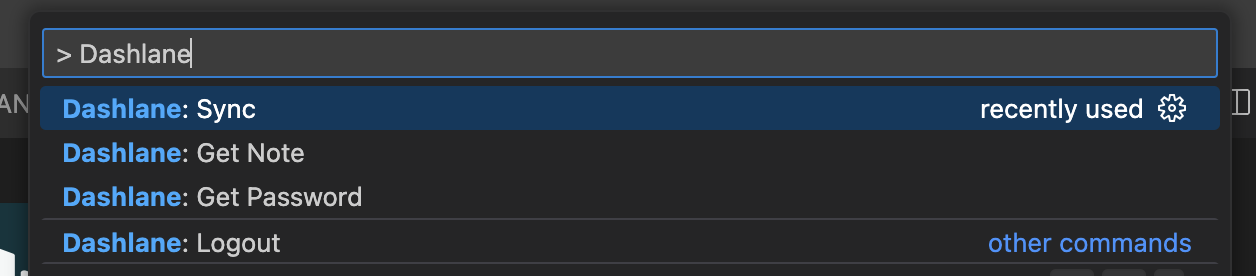 > Dashlane
AN
Dashlane: Sync recently used
Dashlane: Get Note
Dashlane: Get Password
Dashlane: Logout other commands